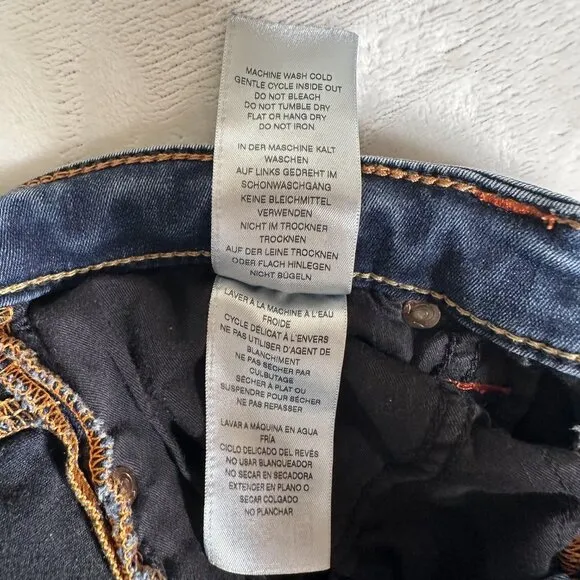 MACHINE WASH COLD
GENTLE CYCLE INSIDE OUT
DO NOT BLEACH
DO NOT TUMBLE DRY
FLAT OR HANG DRY
DO NOT IRON
IN DER MASCHINE KALT
WASCHEN
AUF LINKS GEDREHT IM
SCHONWASCHGANG
KEINE BLEICHMITTEL
VERWENDEN
NICHT IM TROCKNER
TROCKNEN
AUF DER LEINE TROCKNEN
ODER FLACH HINLEGEN
NICHT BÜGELN
LAVER À LA MACHINE À L'EAU
FROIDE
CYCLE DÉLICAT À L'ENVERS
NE PAS UTILISER D'AGENT DE
BLANCHIMENT
NE PAS SÉCHER PAR
CULBUTAGE
SÉCHER À PLAT OU
SUSPENDRE POUR SÉCHER
NE PAS REPASSER
LAVAR A MÁQUINA EN AGUA
FRÍA
CICLO DELICADO DEL REVÉS
NO USAR BLANQUEADOR
NO SECAR EN SECADORA
EXTENDER EN PLANO O
SECAR COLGADO
NO PLANCHAR